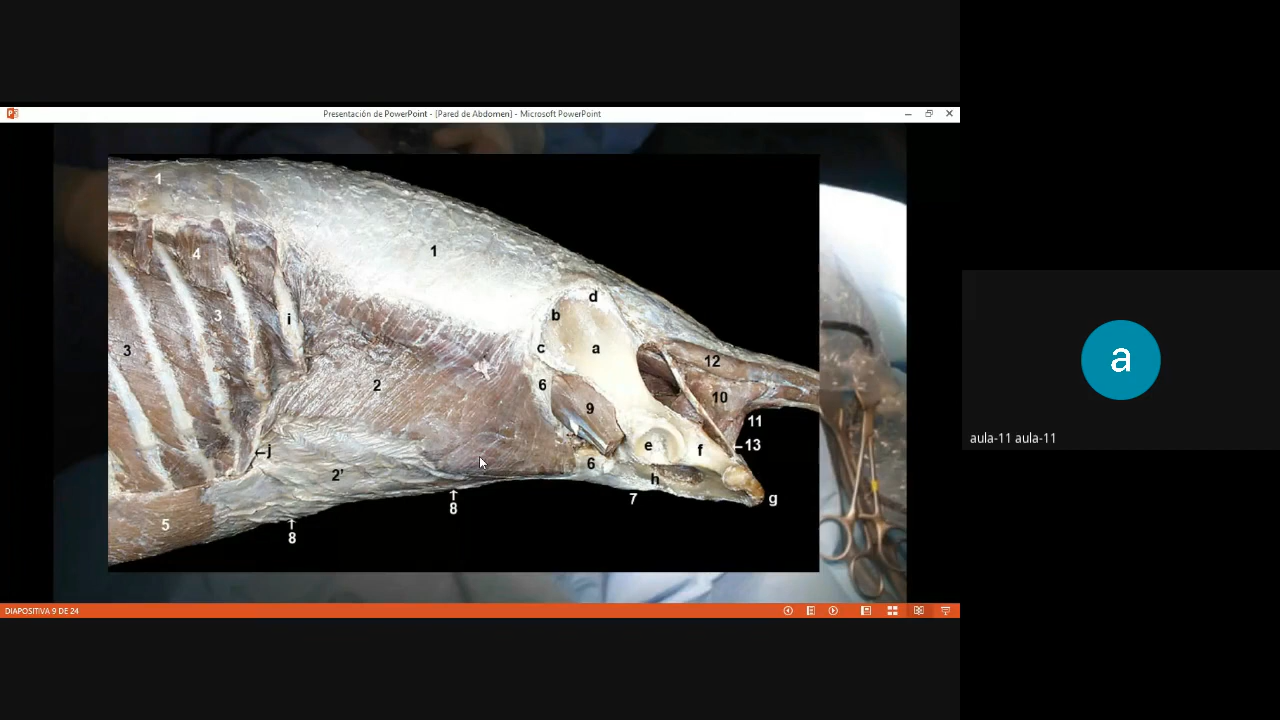 Presentación de PowerPoint - [Pared de Abdomen] - Microsoft PowerPoint
1
1
4
i
3
3
2
2'
j
5
8
8
d
b
c
a
6
9
6
e
f
h
7
g
12
10
11
13
a
aula-11 aula-11
DIAPOSITIVA 9 DE 24